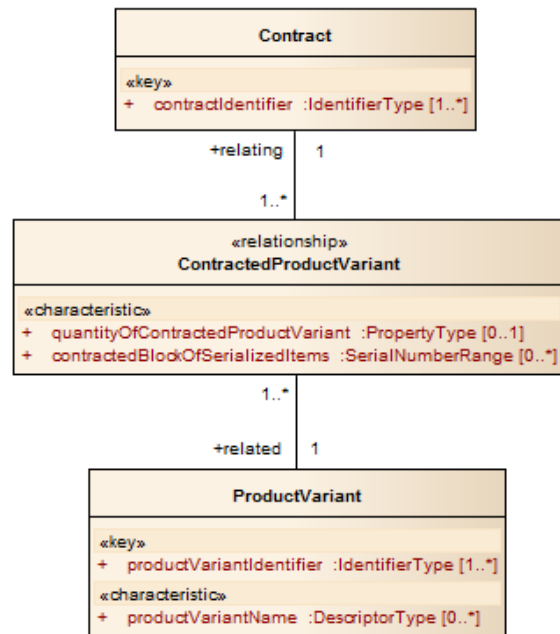 Contract
«key»
+ contractIdentifier :IdentifierType [1..*]
+relating 1
1..*
«relationship»
ContractedProductVariant
«characteristic»
+ quantityOfContractedProductVariant :PropertyType [0..1]
+ contractedBlockOfSerializedItems :SerialNumberRange [0..*]
1..*
+related 1
ProductVariant
«key»
+ productVariantIdentifier :IdentifierType [1..*]
«characteristic»
+ productVariantName :DescriptorType [0..*]